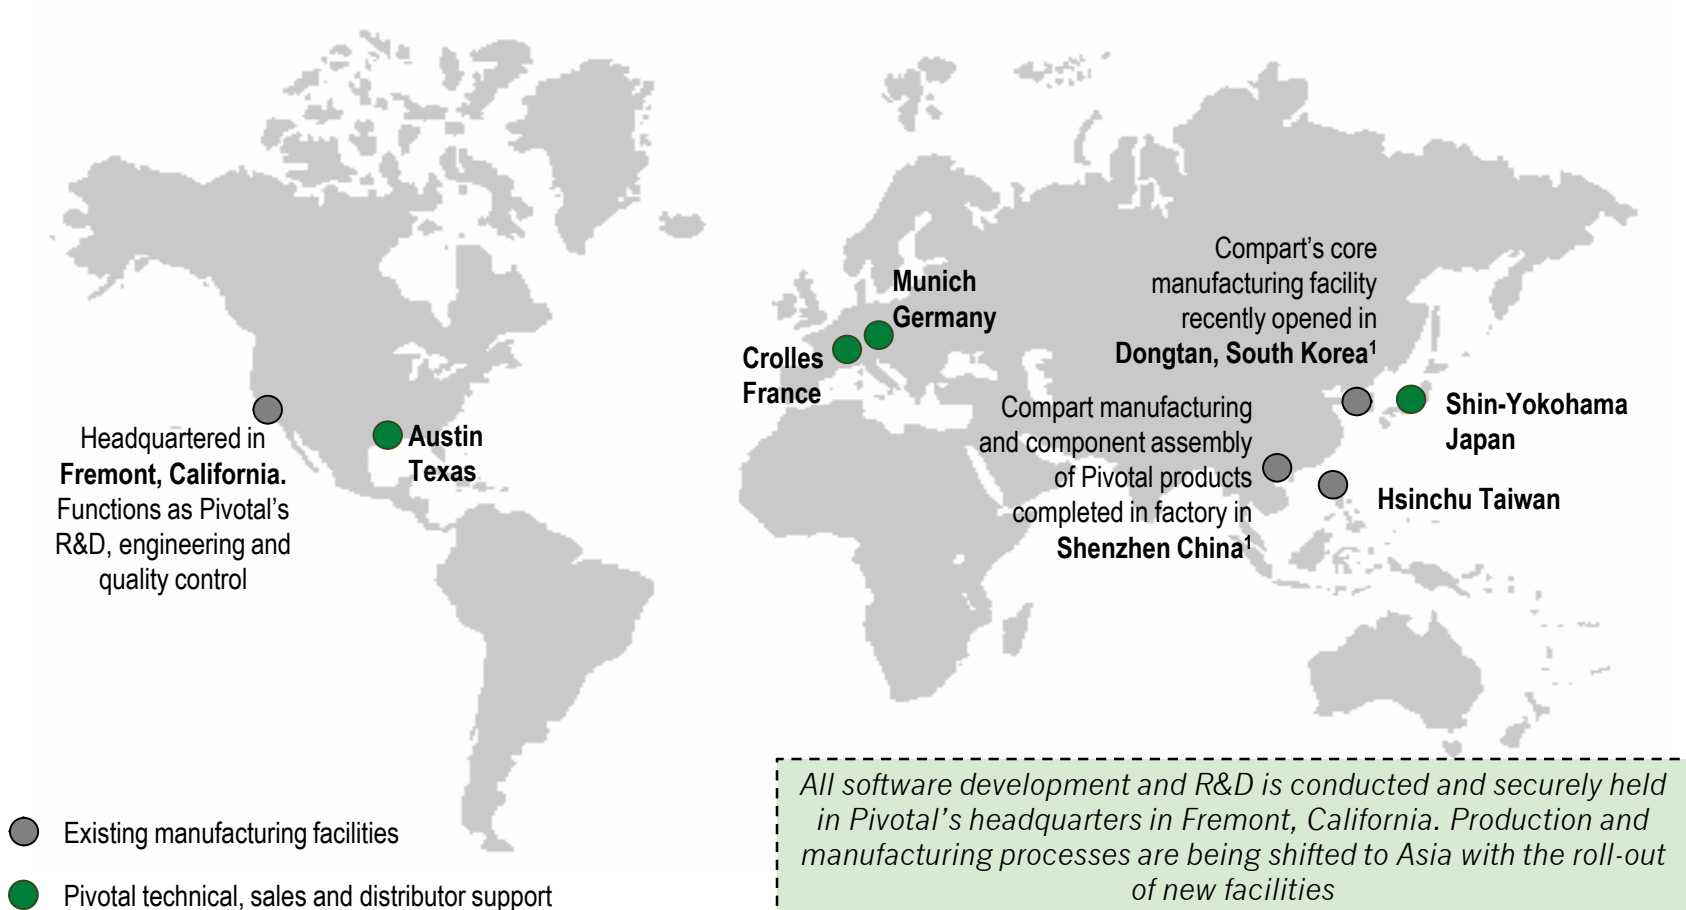 Compart’s core
manufacturing facility
recently opened in
Dongtan, South Korea¹
Munich
Germany
Crolles
France
Shin-Yokohama
Japan
Compart manufacturing
and component assembly
of Pivotal products
completed in factory in
Shenzhen China¹
Hsinchu Taiwan
Headquartered in
Fremont, California.
Functions as Pivotal’s
R&D, engineering and
quality control
Austin
Texas
All software development and R&D is conducted and securely held
in Pivotal’s headquarters in Fremont, California. Production and
manufacturing processes are being shifted to Asia with the roll-out
of new facilities
Existing manufacturing facilities
Pivotal technical, sales and distributor support